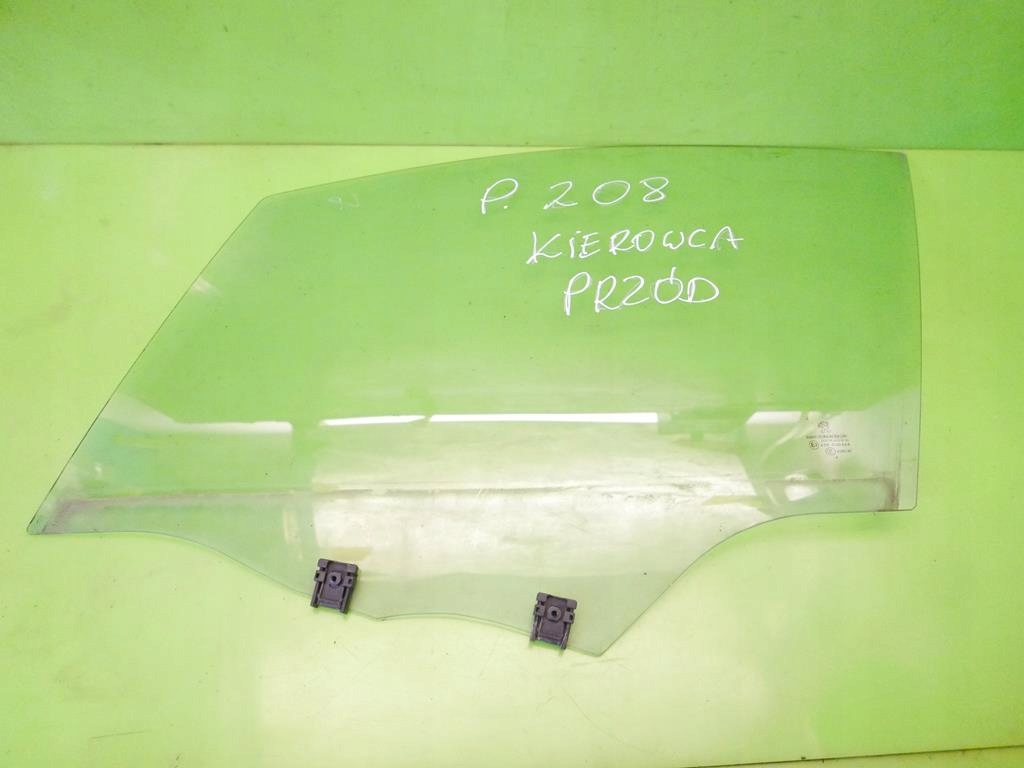 P. 208
KiEROWCA
PRZÓD